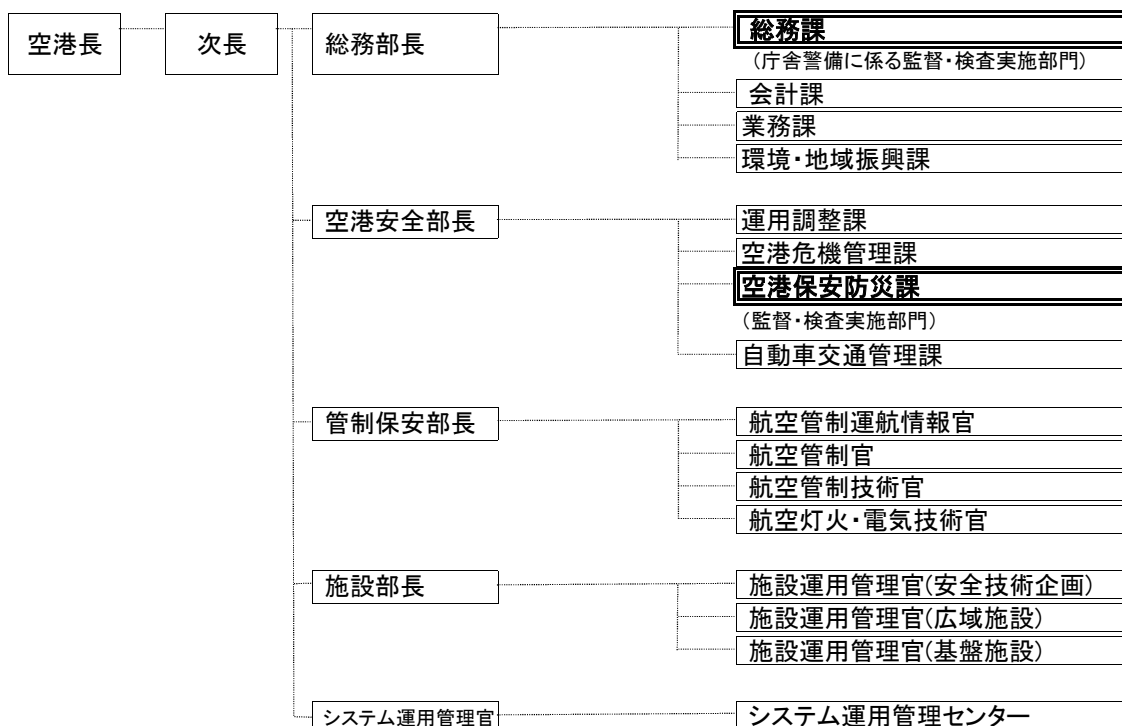 空港長
次長
総務部長
総務課
(庁舎警備に係る監督・検査実施部門)
会計課
業務課
環境・地域振興課
空港安全部長
運用調整課
空港危機管理課
空港保安防災課
(監督・検査実施部門)
自動車交通管理課
管制保安部長
航空管制運航情報官
航空管制官
航空管制技術官
航空灯火・電気技術官
施設部長
施設運用管理官(安全技術企画)
施設運用管理官(広域施設)
施設運用管理官(基盤施設)
システム運用管理官
システム運用管理センター